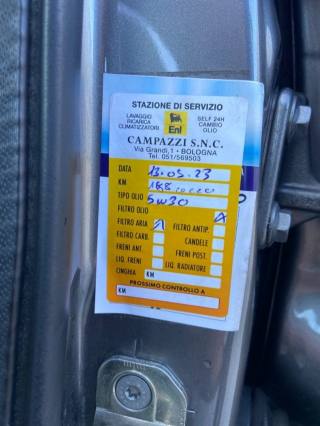 STAZIONE DI SERVIZIO
LAVAGGIO
RICARICA
CLIMATIZZATORI
Eni
SELF 24H
CAMBIO
OLIO
CAMPAZZI S.N.C.
Via Grandi, 1 • BOLOGNA
Tel. 051/569503
DATA 13.05.23
KM
TIPO OLIO 5W30
FILTRO OLIO
FILTRO ARIA
FILTRO ANTIP.
FILTRO CARB.
CANDELE
FRENI ANT.
FRENI POST.
LIQ. FRENI
LIQ. RADIATORE
CINGHIA KM
PROSSIMO CONTROLLO A
KM